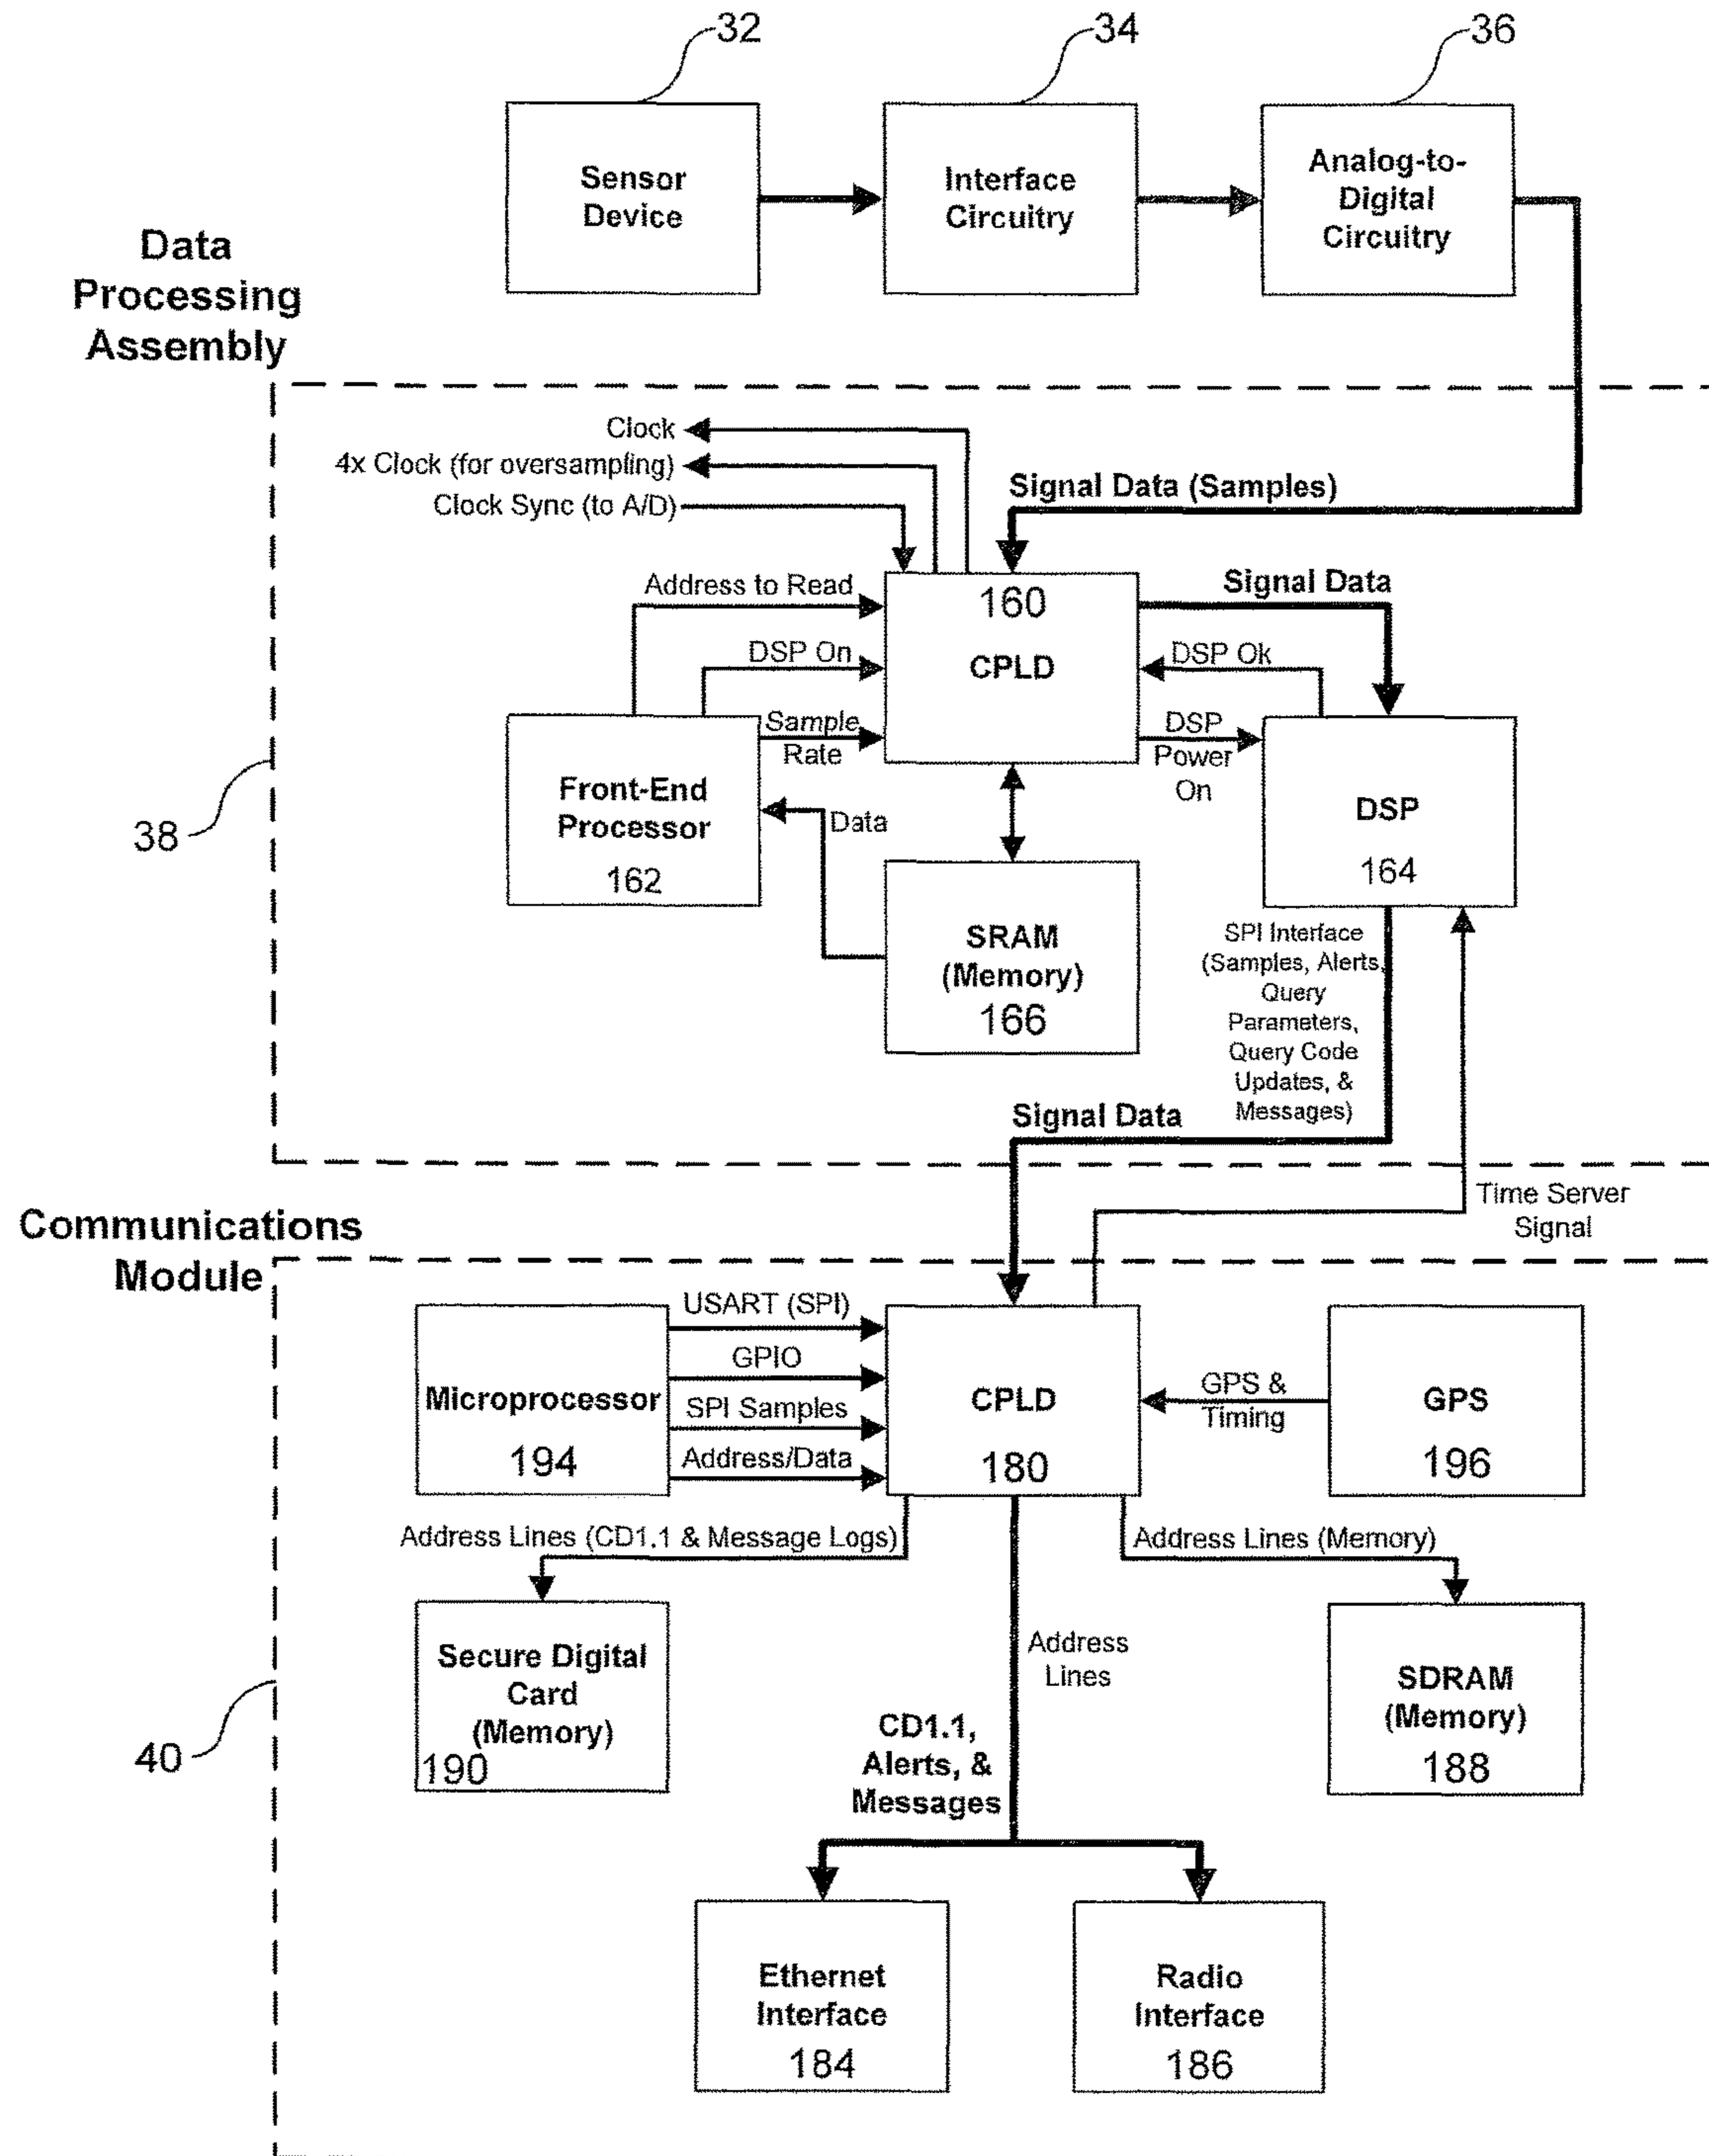 32
34
36
Sensor
Device
Interface
Circuitry
Analog-to-
Digital
Circuitry
Data
Processing
Assembly
Clock
4x Clock (for oversampling)
Clock Sync (to A/D)
Signal Data (Samples)
Address to Read
160
CPLD
Signal Data
DSP On
DSP Ok
Sample
Rate
DSP
Power
On
Front-End
Processor
162
Data
DSP
164
38
SRAM
(Memory)
166
SPI Interface
(Samples, Alerts,
Query
Parameters,
Query Code
Updates, &
Messages)
Signal Data
Time Server
Signal
Communications
Module
USART (SPI)
GPIO
SPI Samples
Address/Data
Microprocessor
194
CPLD
180
GPS &
Timing
GPS
196
Address Lines (CD1.1 & Message Logs)
Address Lines (Memory)
Secure Digital
Card
(Memory)
190
Address
Lines
SDRAM
(Memory)
188
40
CD1.1,
Alerts, &
Messages
Ethernet
Interface
184
Radio
Interface
186